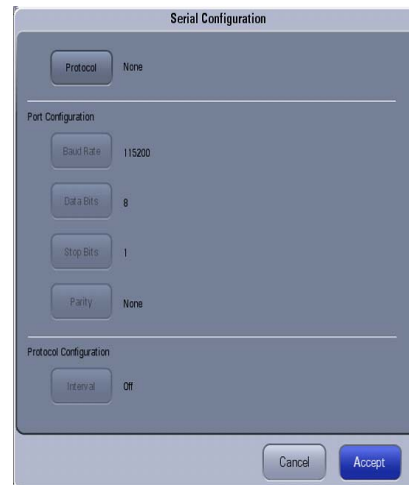 Serial Configuration
Protocol None
Port Configuration
Baud Rate 115200
Data Bits 8
Stop Bits 1
Parity None
Protocol Configuration
Interval Off
Cancel Accept